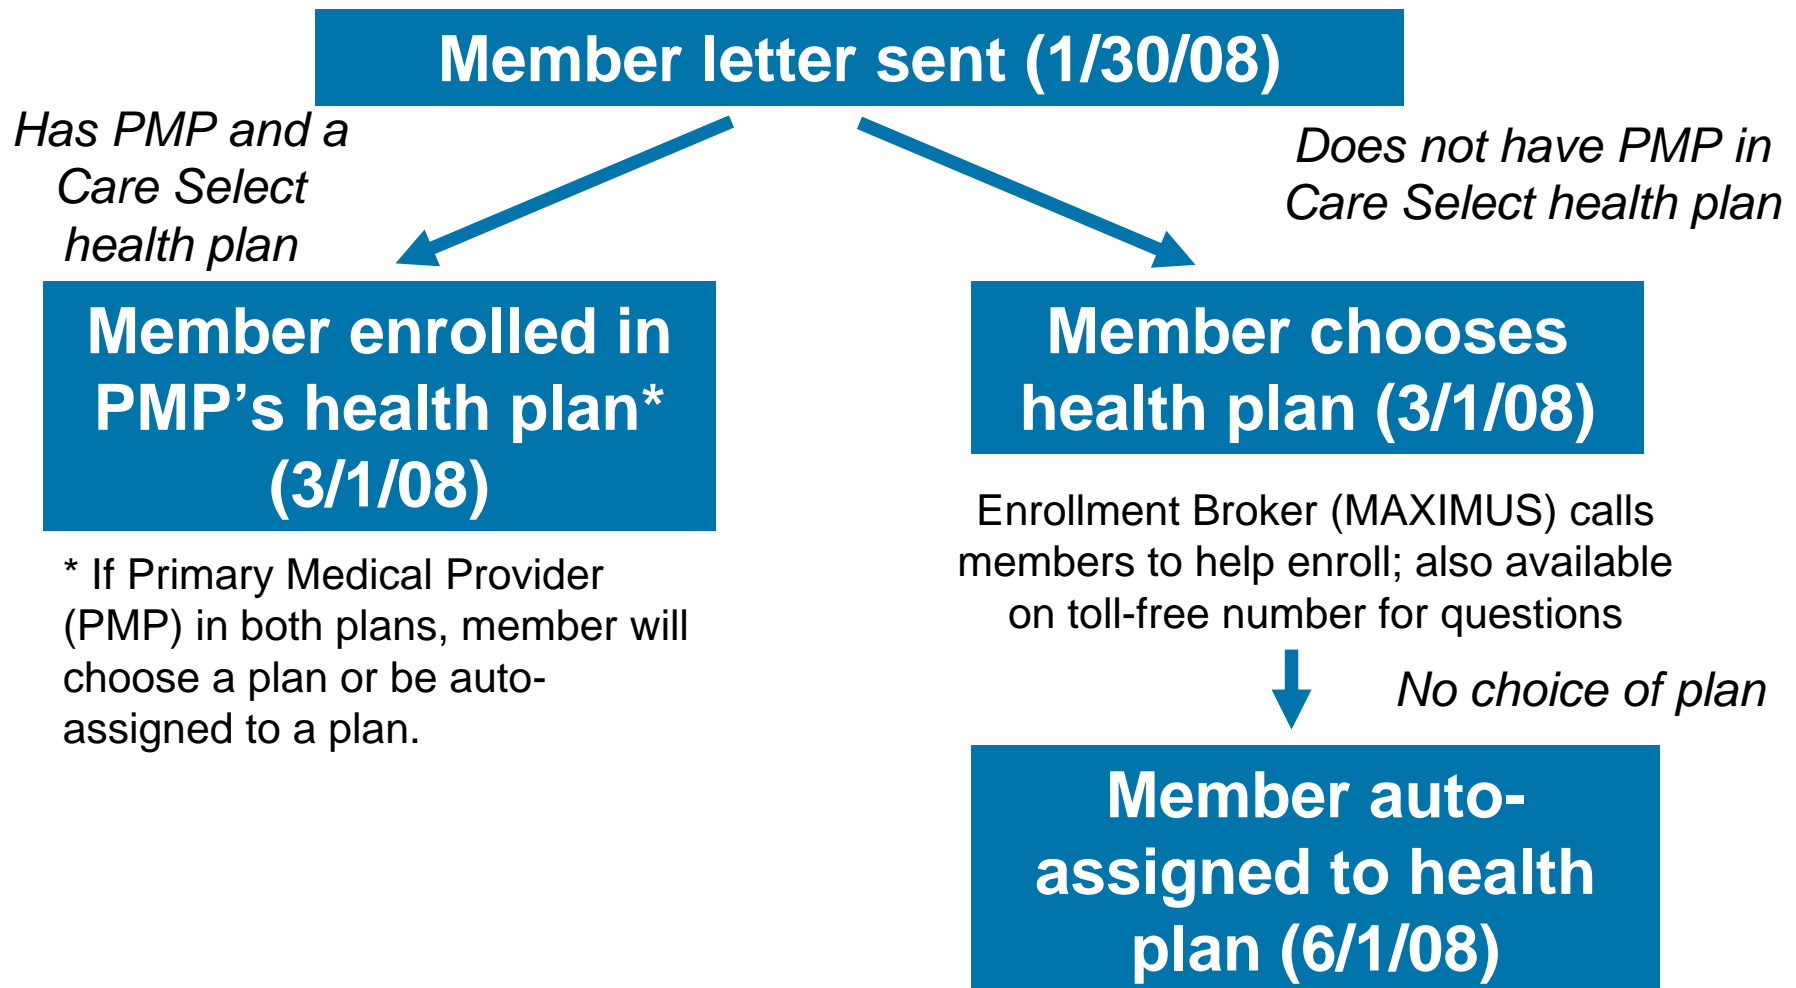 Member letter sent (1/30/08)
Has PMP and a
Care Select
health plan
Does not have PMP in
Care Select health plan
Member enrolled in
PMP’s health plan*
(3/1/08)
* If Primary Medical Provider
(PMP) in both plans, member will
choose a plan or be auto-
assigned to a plan.
Member chooses
health plan (3/1/08)
Enrollment Broker (MAXIMUS) calls
members to help enroll; also available
on toll-free number for questions
No choice of plan
Member auto-
assigned to health
plan (6/1/08)